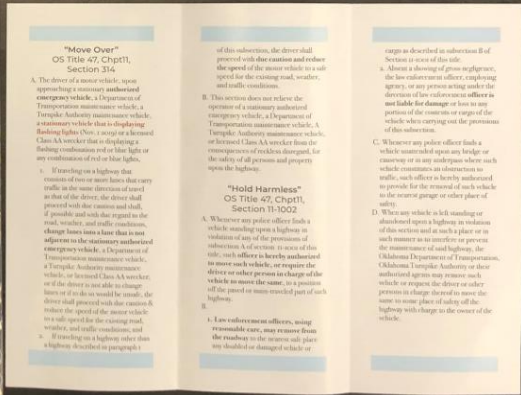 "Move Over"
OS Title 47, Chpt11,
Section 314
A. The driver of a motor vehicle, upon
approaching a stationary authorized
emergency vehicle, a Department of
Transportation maintenance vehicle, a
Turnpike Authority maintenance vehicle,
a stationary vehicle that is displaying
flashing lights (Nov. 1 2019) or a licensed
Class AA wrecker that is displaying a
flashing combination red or blue light or
any combination of red or blue lights,
1. If traveling on a highway that
consists of two or more lanes that carry
traffic in the same direction of travel
as that of the driver, the driver shall
proceed with due caution and shall,
if possible and with due regard to the
road, weather, and traffic conditions,
change lanes into a lane that is not
adjacent to the stationary authorized
emergency vehicle, a Department of
Transportation maintenance vehicle,
a Turnpike Authority maintenance
vehicle, or licensed Class AA wrecker,
or if the driver is not able to change
lanes or if to do so would be unsafe, the
driver shall proceed with due caution &
reduce the speed of the motor vehicle
to a safe speed for the existing road,
weather, and traffic conditions, and
2. If traveling on a highway other than
a highway described in paragraph 1
of this subsection, the driver shall
proceed with due caution and reduce
the speed of the motor vehicle to a safe
speed for the existing road, weather,
and traffic conditions.
B. This section does not relieve the
operator of a stationary authorized
emergency vehicle, a Department of
Transportation maintenance vehicle, A
Turnpike Authority maintenance vehicle,
or licensed Class AA wrecker from the
consequences of reckless disregard, for
the safety of all persons and property
upon the highway.
"Hold Harmless"
OS Title 47, Chpt11,
Section 11-1002
A. Whenever any police officer finds a
vehicle standing upon a highway in
violation of any of the provisions of
subsection A of section 11-1001 of this
title, such officer is hereby authorized
to move such vehicle, or require the
driver or other person in charge of the
vehicle to move the same, to a position
off the paved or main-traveled part of such
highway.
B.
1. Law enforcement officers, using
reasonable care, may remove from
the roadway to the nearest safe place
any disabled or damaged vehicle or
cargo as described in subsection B of
Section 11-1001 of this title.
2. Absent a showing of gross negligence,
the law enforcement officer, employing
agency, or any person acting under the
direction of law enforcement officer is
not liable for damage or loss to any
portion of the contents or cargo of the
vehicle when carrying out the provisions
of this subsection.
C. Whenever any police officer finds a
vehicle unattended upon any bridge or
causeway or in any underpass where such
vehicle constitutes an obstruction to
traffic, such officer is hereby authorized
to provide for the removal of such vehicle
to the nearest garage or other place of
safety.
D. When any vehicle is left standing or
abandoned upon a highway in violation
of this section and at such a place or in
such manner as to interfere or prevent
the maintenance of said highway, the
Oklahoma Department of Transportation,
Oklahoma Turnpike Authority or their
authorized agents may remove such
vehicle or request the driver or other
persons in charge thereof to move the
same to some place of safety off the
highway with charge to the owner of the
vehicle.